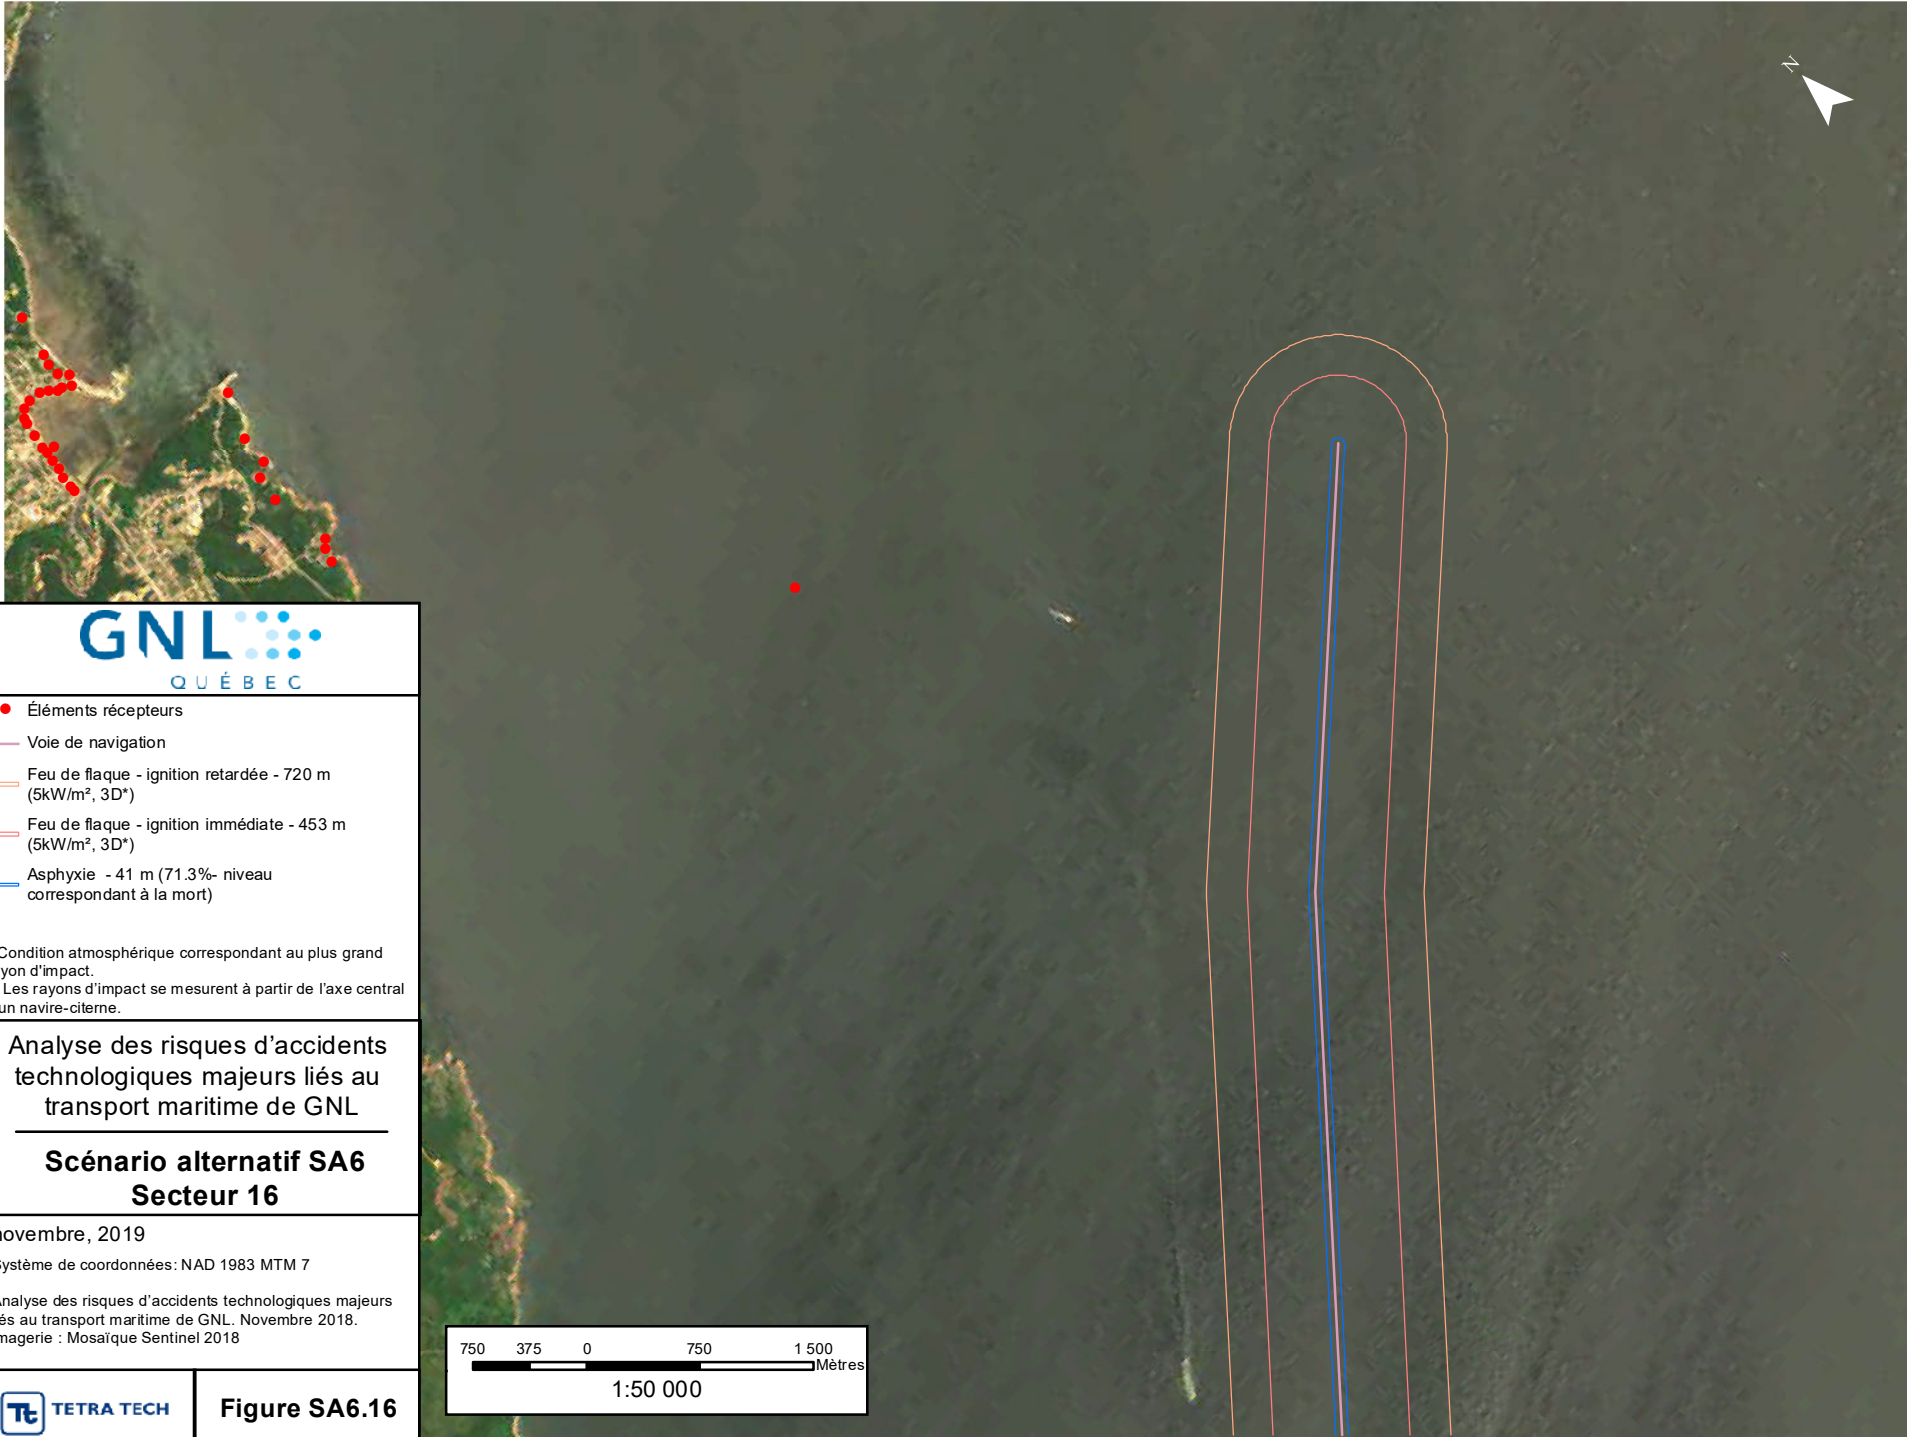 N
GNL
QUÉBEC
Éléments récepteurs
Voie de navigation
Feu de flaque - ignition retardée - 720 m
(5kW/m², 3D*)
Feu de flaque - ignition immédiate - 453 m
(5kW/m², 3D*)
Asphyxie - 41 m (71.3%- niveau
correspondant à la mort)
Condition atmosphérique correspondant au plus grand
yon d'impact.
Les rayons d'impact se mesurent à partir de l'axe central
un navire-citerne.
Analyse des risques d'accidents
technologiques majeurs liés au
transport maritime de GNL
Scénario alternatif SA6
Secteur 16
novembre, 2019
Système de coordonnées: NAD 1983 MTM 7
Analyse des risques d'accidents technologiques majeurs
és au transport maritime de GNL. Novembre 2018.
magerie : Mosaïque Sentinel 2018
Tt TETRA TECH
Figure SA6.16
750 375 0 750 1 500
Mètres
1:50 000